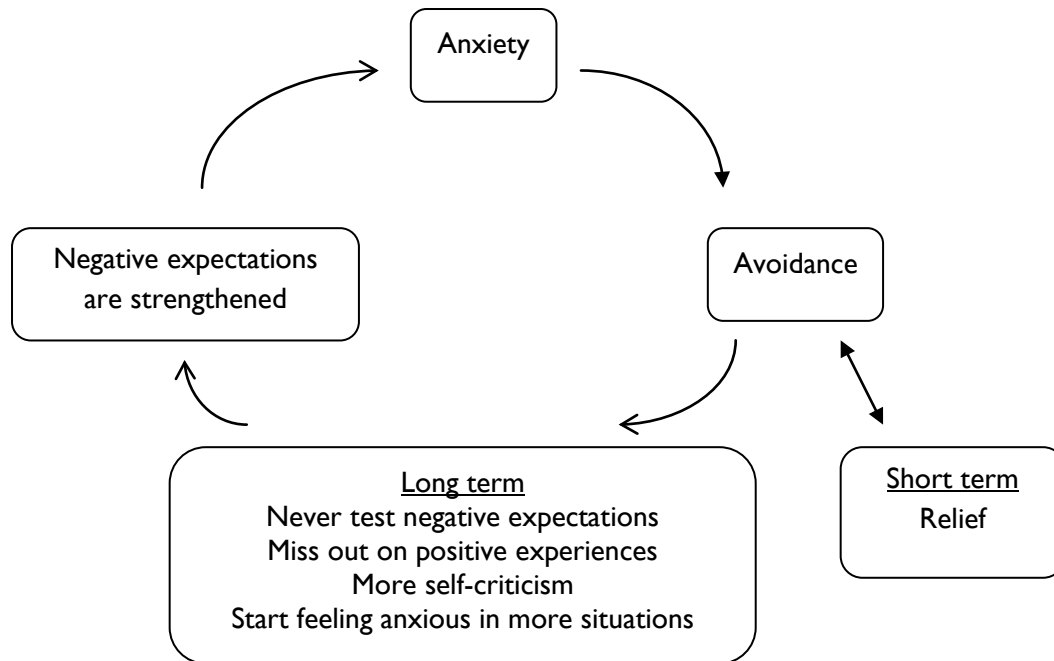 Anxiety
Avoidance
Short term
Relief
Long term
Never test negative expectations
Miss out on positive experiences
More self-criticism
Start feeling anxious in more situations
Negative expectations
are strengthened